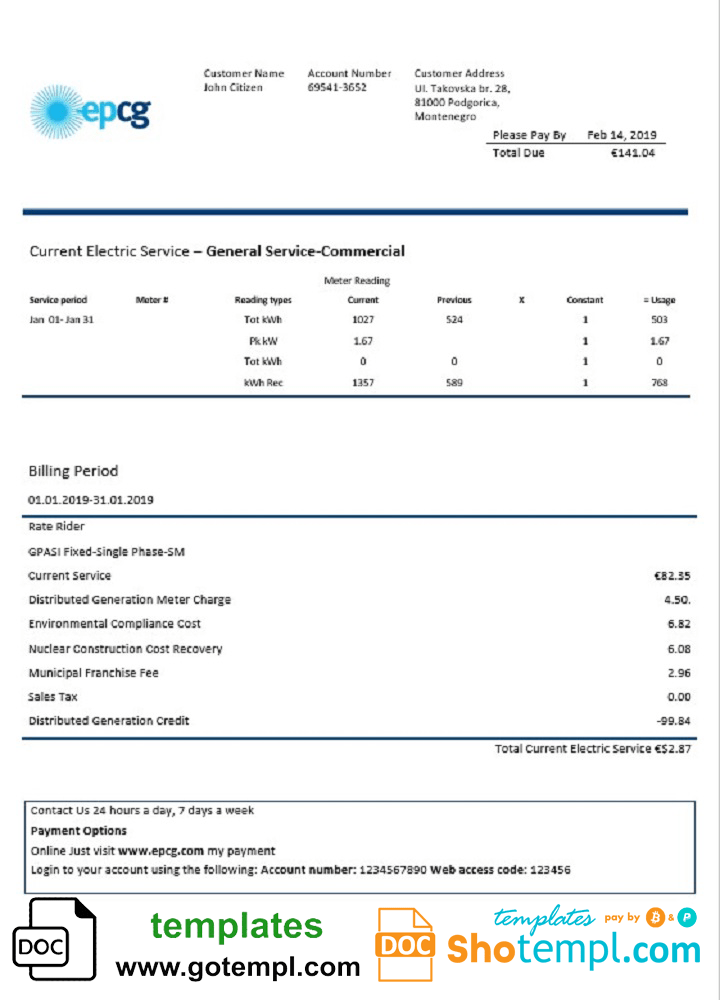 epcg
Customer Name Account Number Customer Address
John Citizen 69541-3652 Ul. Takovska br. 28,
81000 Podgorica,
Montenegro
Please Pay By Feb 14, 2019
Total Due €141.04
Current Electric Service – General Service-Commercial
Meter Reading
Service period Meter # Reading types Current Previous X Constant = Usage
Jan 01- Jan 31 Tot kWh 1027 524 1 503
Pk kW 1.67 1 1.67
Tot kWh 0 0 1 0
kWh Rec 1357 589 1 768
Billing Period
01.01.2019-31.01.2019
Rate Rider
GPASI Fixed-Single Phase-SM
Current Service €82.35
Distributed Generation Meter Charge 4.50.
Environmental Compliance Cost 6.82
Nuclear Construction Cost Recovery 6.08
Municipal Franchise Fee 2.96
Sales Tax 0.00
Distributed Generation Credit -99.84
Total Current Electric Service €52.87
Contact Us 24 hours a day, 7 days a week
Payment Options
Online Just visit www.epcg.com my payment
Login to your account using the following: Account number: 1234567890 Web access code: 123456
DOC templates
www.gotempl.com
DOC templates pay by B & P
Shotempl.com